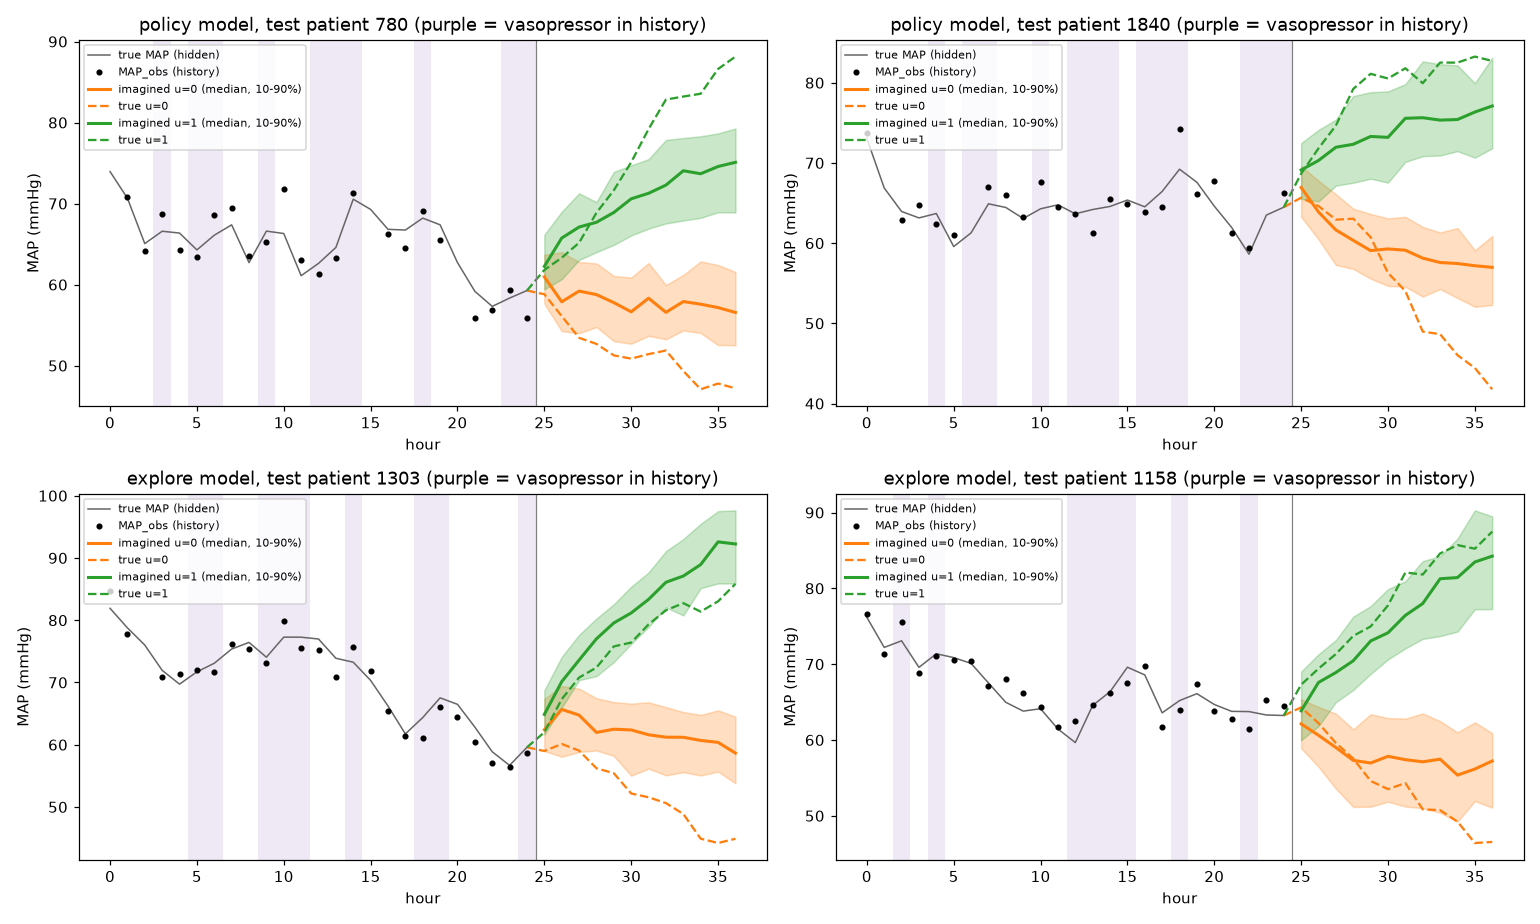 policy model, test patient 780 (purple = vasopressor in history)
true MAP (hidden)
MAP_obs (history)
imagined u=0 (median, 10-90%)
true u=0
imagined u=1 (median, 10-90%)
true u=1
90
80
70
60
50
MAP (mmHg)
0 5 10 15 20 25 30 35
hour
policy model, test patient 1840 (purple = vasopressor in history)
true MAP (hidden)
MAP_obs (history)
imagined u=0 (median, 10-90%)
true u=0
imagined u=1 (median, 10-90%)
true u=1
80
70
60
50
40
MAP (mmHg)
0 5 10 15 20 25 30 35
hour
explore model, test patient 1303 (purple = vasopressor in history)
true MAP (hidden)
MAP_obs (history)
imagined u=0 (median, 10-90%)
true u=0
imagined u=1 (median, 10-90%)
true u=1
100
90
80
70
60
50
MAP (mmHg)
0 5 10 15 20 25 30 35
hour
explore model, test patient 1158 (purple = vasopressor in history)
true MAP (hidden)
MAP_obs (history)
imagined u=0 (median, 10-90%)
true u=0
imagined u=1 (median, 10-90%)
true u=1
90
80
70
60
50
MAP (mmHg)
0 5 10 15 20 25 30 35
hour